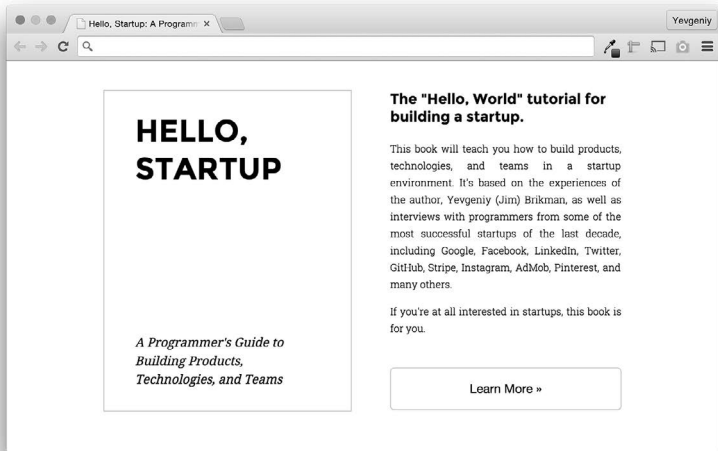 Hello, Startup: A Programm
Yevgeniy
HELLO,
STARTUP
A Programmer's Guide to
Building Products,
Technologies, and Teams
The "Hello, World" tutorial for
building a startup.
This book will teach you how to build products,
technologies, and teams in a startup
environment. It's based on the experiences of
the author, Yevgeniy (Jim) Brikman, as well as
interviews with programmers from some of the
most successful startups of the last decade,
including Google, Facebook, LinkedIn, Twitter,
GitHub, Stripe, Instagram, AdMob, Pinterest, and
many others.
If you're at all interested in startups, this book is
for you.
Learn More »